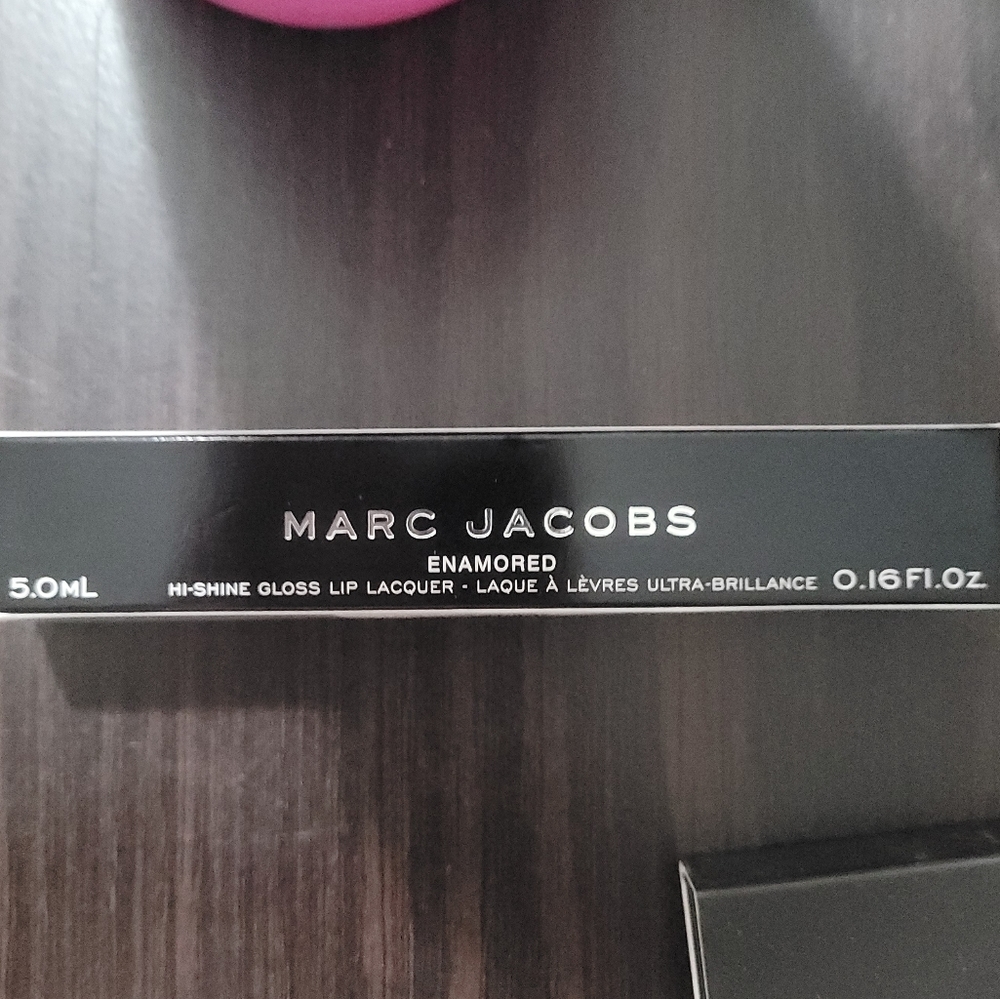 MARC JACOBS
ENAMORED
5.0ML HI-SHINE GLOSS LIP LACQUER - LAQUE À LÈVRES ULTRA-BRILLANCE 0.16Fl.Oz